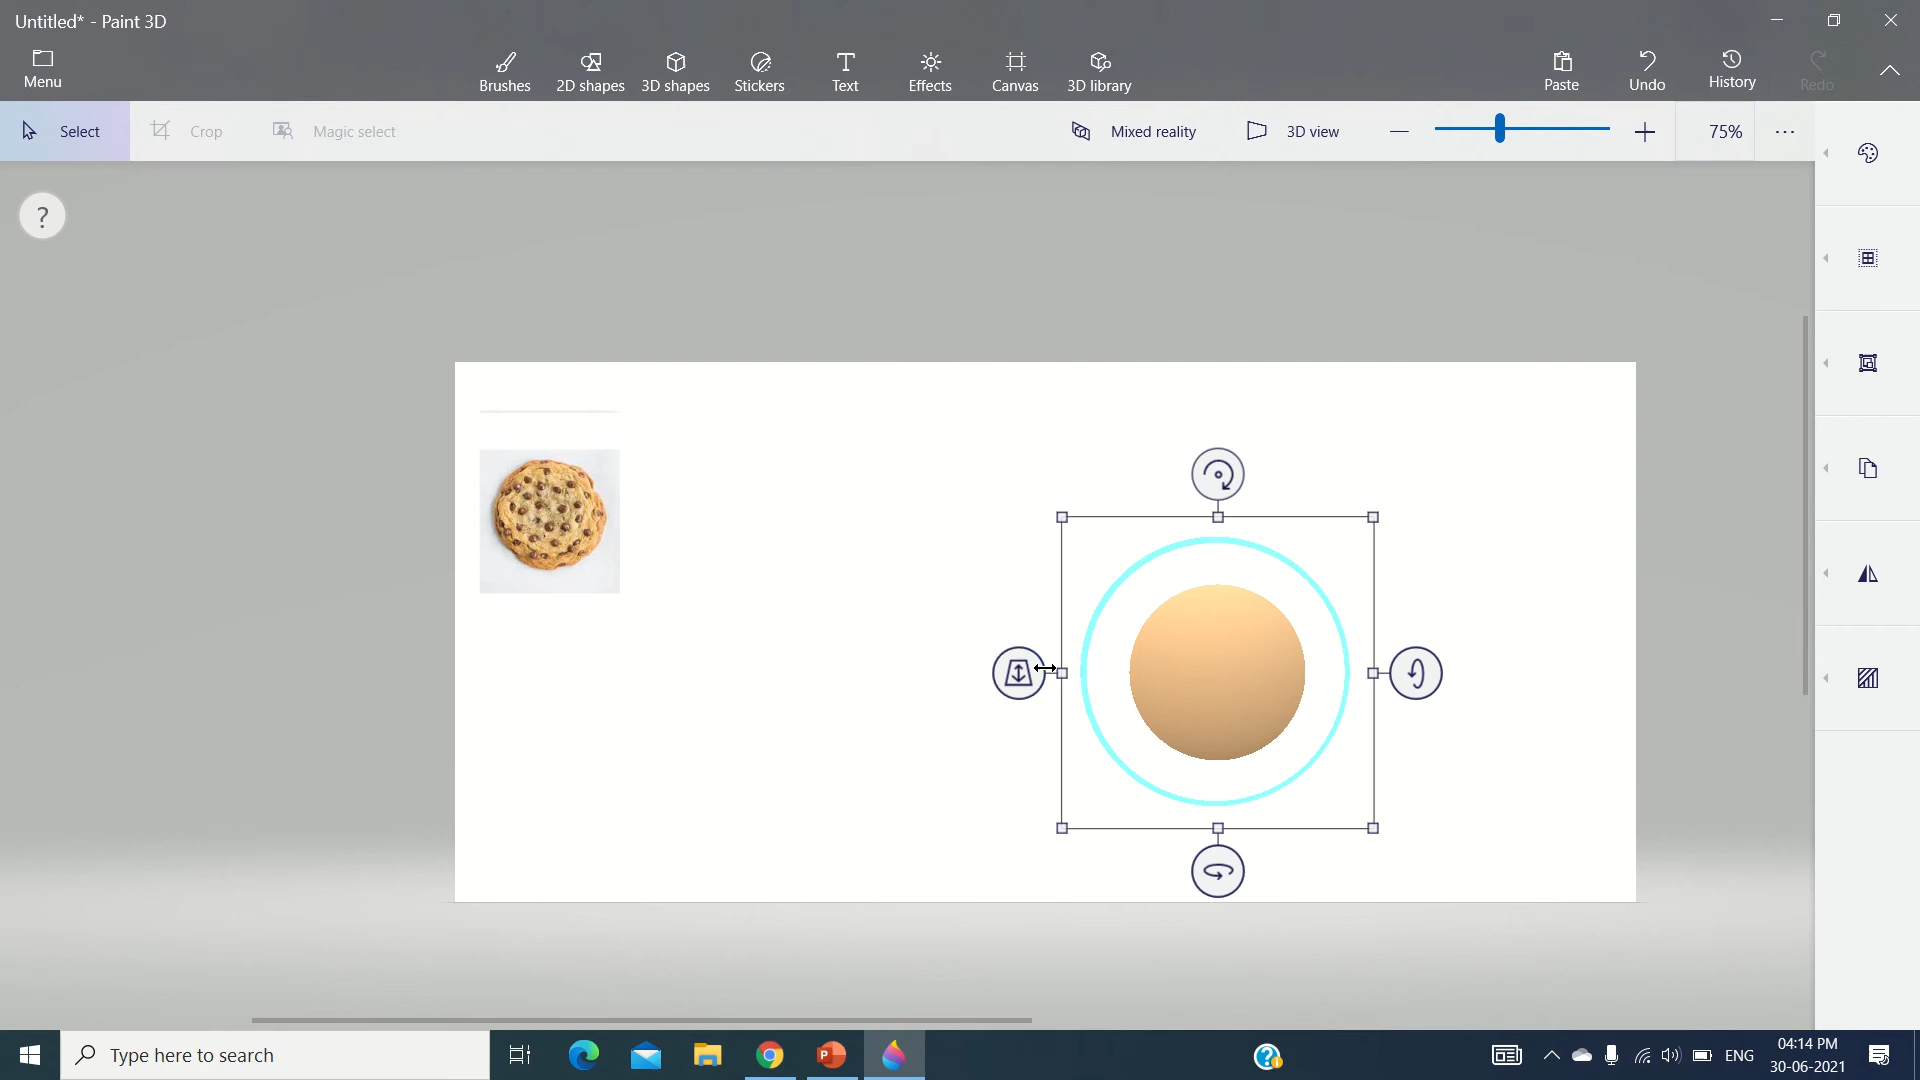 Untitled* - Paint 3D
Menu
Brushes
2D shapes
3D shapes
Stickers
Text
Effects
Canvas
3D library
Paste
Undo
History
Redo
Select
Crop
Magic select
Mixed reality
3D view
75%
?
Type here to search
ENG
04:14 PM
30-06-2021